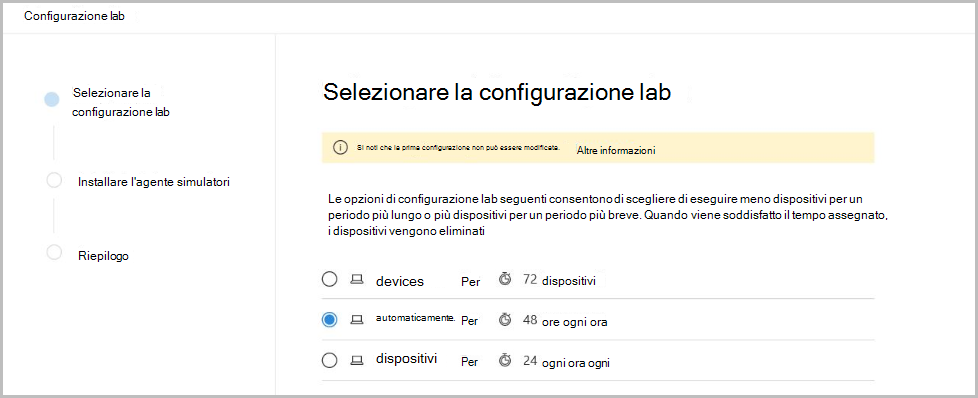 Configurazione lab
Selezionare la
configurazione lab
Installare l'agente simulatori
Riepilogo
Selezionare la configurazione lab
Si noti che la prima configurazione non può essere modificata. Altre informazioni
Le opzioni di configurazione lab seguenti consentono di scegliere di eseguire meno dispositivi per un
periodo più lungo o più dispositivi per un periodo più breve. Quando viene soddisfatto il tempo assegnato,
i dispositivi vengono eliminati
devices Per 72 dispositivi
automaticamente. Per 48 ore ogni ora
dispositivi Per 24 ogni ora ogni